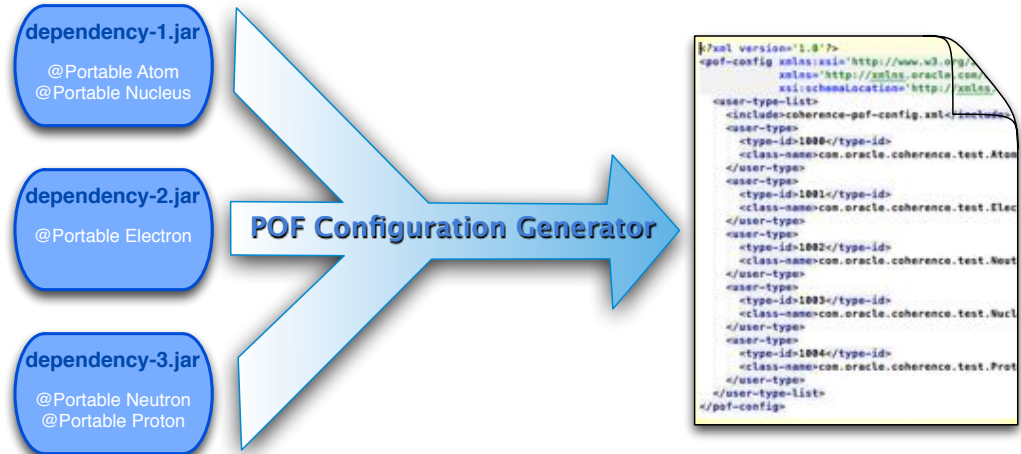 dependency-1.jar
@Portable Atom
@Portable Nucleus
dependency-2.jar
@Portable Electron
dependency-3.jar
@Portable Neutron
@Portable Proton
POF Configuration Generator
<?xml version='1.0'?>
<pof-config xmlns:xsi='http://www.w3.org/
xmlns='http://xmlns.oracle.com/
xsi:schemaLocation='http://xmlns.
<user-type-list>
<include>coherence-pof-config.xml</include>
<user-type>
<type-id>1000</type-id>
<class-name>com.oracle.coherence.test.Atom
</user-type>
<user-type>
<type-id>1001</type-id>
<class-name>com.oracle.coherence.test.Elec
</user-type>
<user-type>
<type-id>1002</type-id>
<class-name>com.oracle.coherence.test.Neut
</user-type>
<user-type>
<type-id>1003</type-id>
<class-name>com.oracle.coherence.test.Nucl
</user-type>
<user-type>
<type-id>1004</type-id>
<class-name>com.oracle.coherence.test.Prot
</user-type>
</user-type-list>
</pof-config>